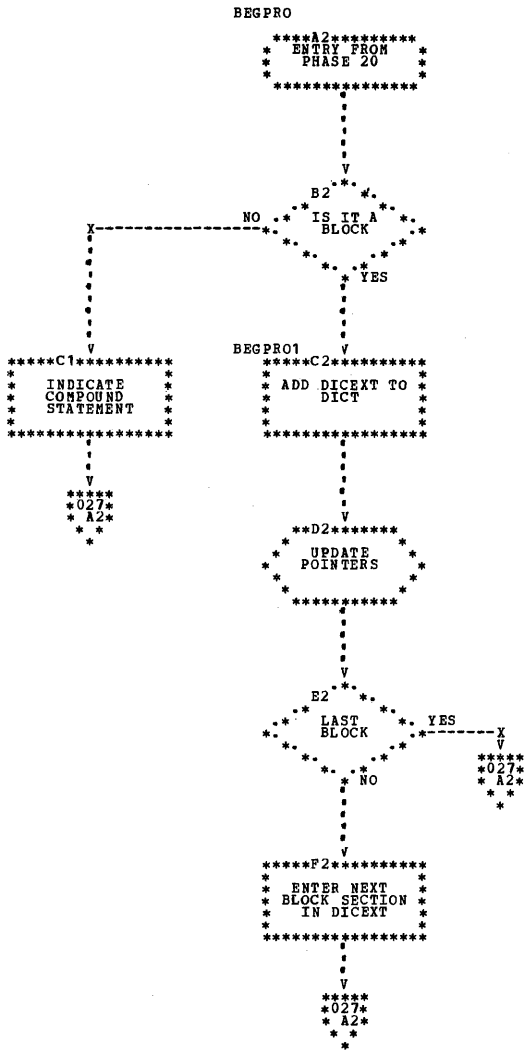 BEGPRO
A2
ENTRY FROM
PHASE 20
B2
IS IT A
BLOCK
NO
X
YES
V
BEGPRO1
C1
INDICATE
COMPOUND
STATEMENT
C2
ADD DICEXT TO
DICT
V
027
A2
D2
UPDATE
POINTERS
V
E2
LAST
BLOCK
YES
X
V
027
A2
NO
V
F2
ENTER NEXT
BLOCK SECTION
IN DICEXT
V
027
A2